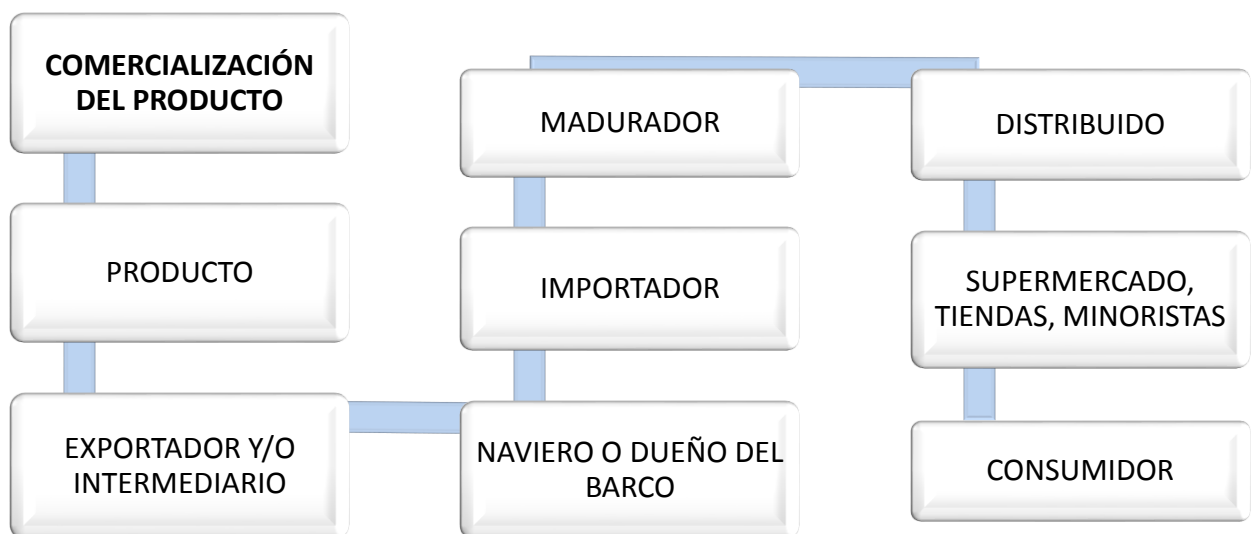 COMERCIALIZACIÓN
DEL PRODUCTO
PRODUCTO
EXPORTADOR Y/O
INTERMEDIARIO
NAVIERO O DUEÑO DEL
BARCO
IMPORTADOR
MADURADOR
DISTRIBUIDO
SUPERMERCADO,
TIENDAS, MINORISTAS
CONSUMIDOR